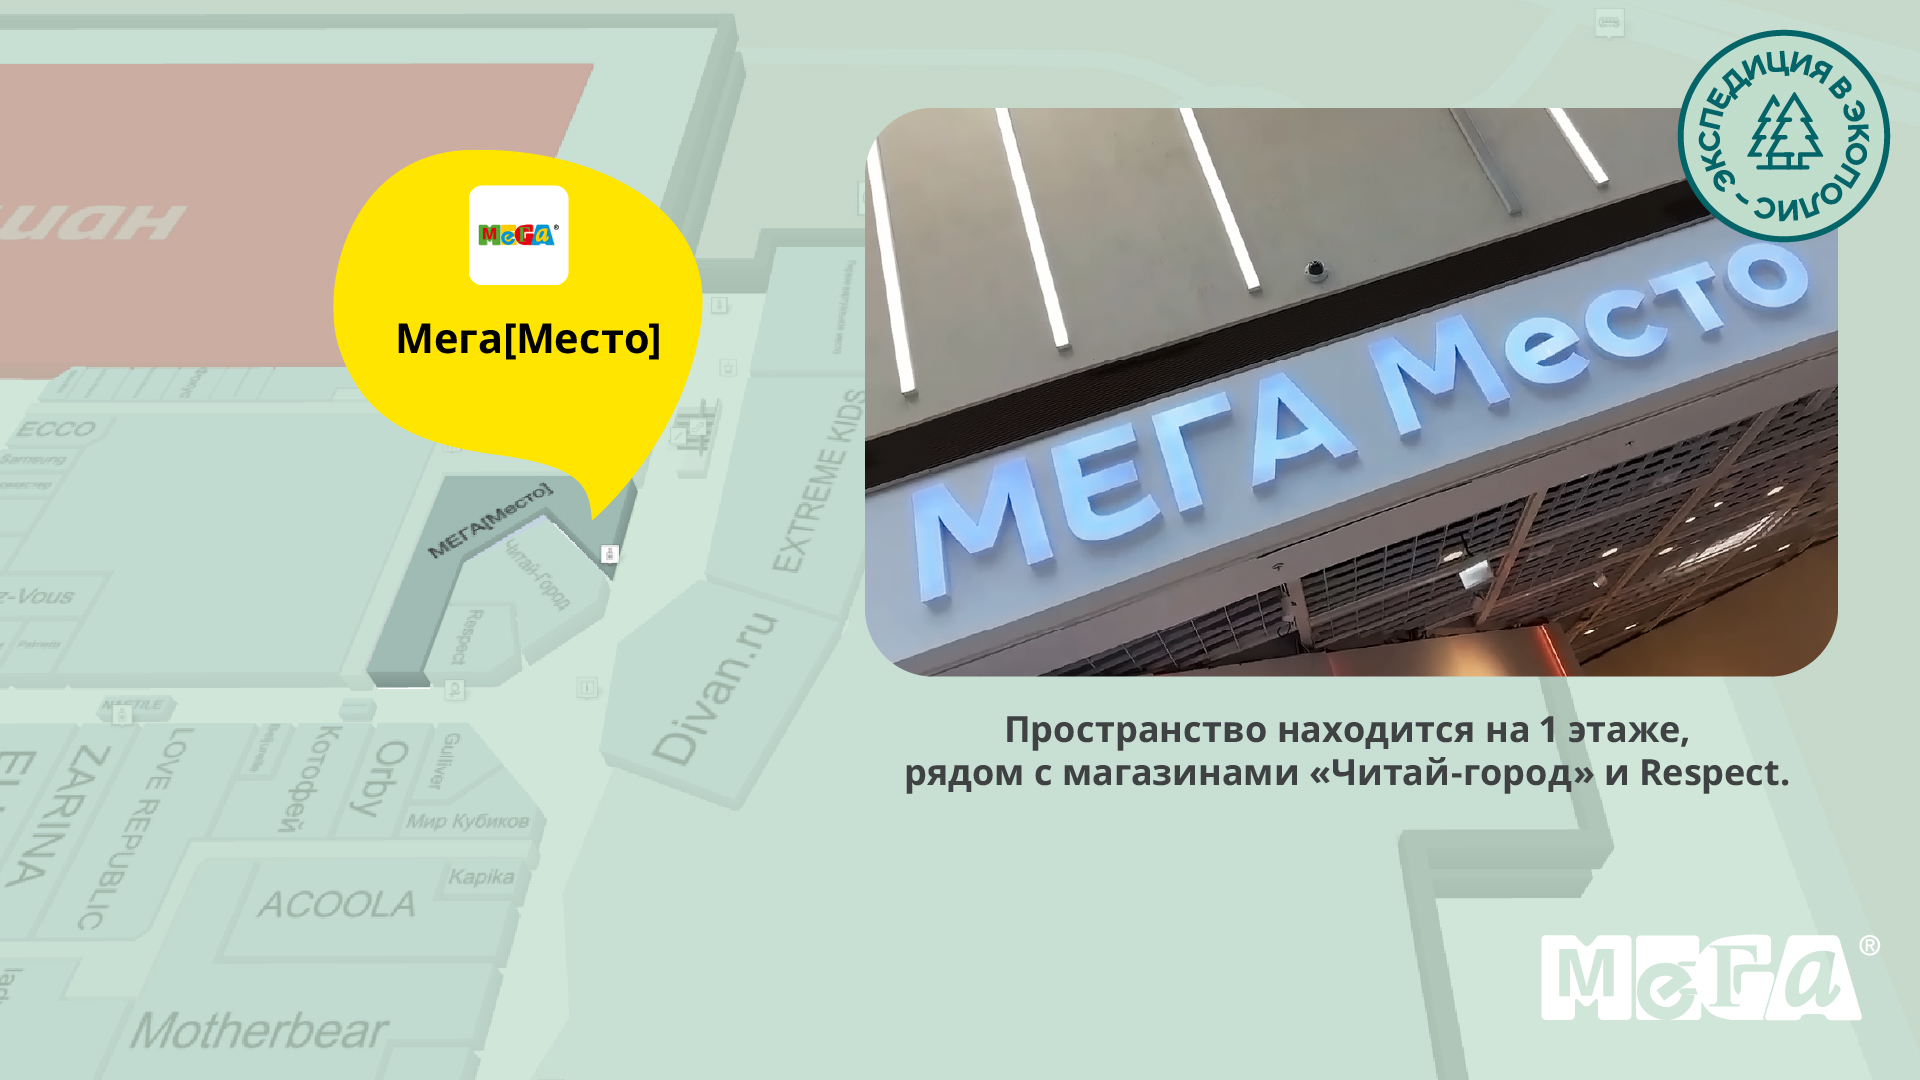 ЭКСПЕДИЦИЯ В ЭКОПОЛИС -
MEGA®
Мега[Место]
МЕГА Место
Пространство находится на 1 этаже,
рядом с магазинами «Читай-город» и Respect.
МЕГА[Место]
Читай-Город
Respect
EXTREME KIDS
Divan.ru
ECCO
Samsung
NAFTILE
ZARINA
LOVE REPUBLIC
Котофей
Orby
Gulliver
Мир Кубиков
Kapika
ACOOLA
Motherbear
МеГа®